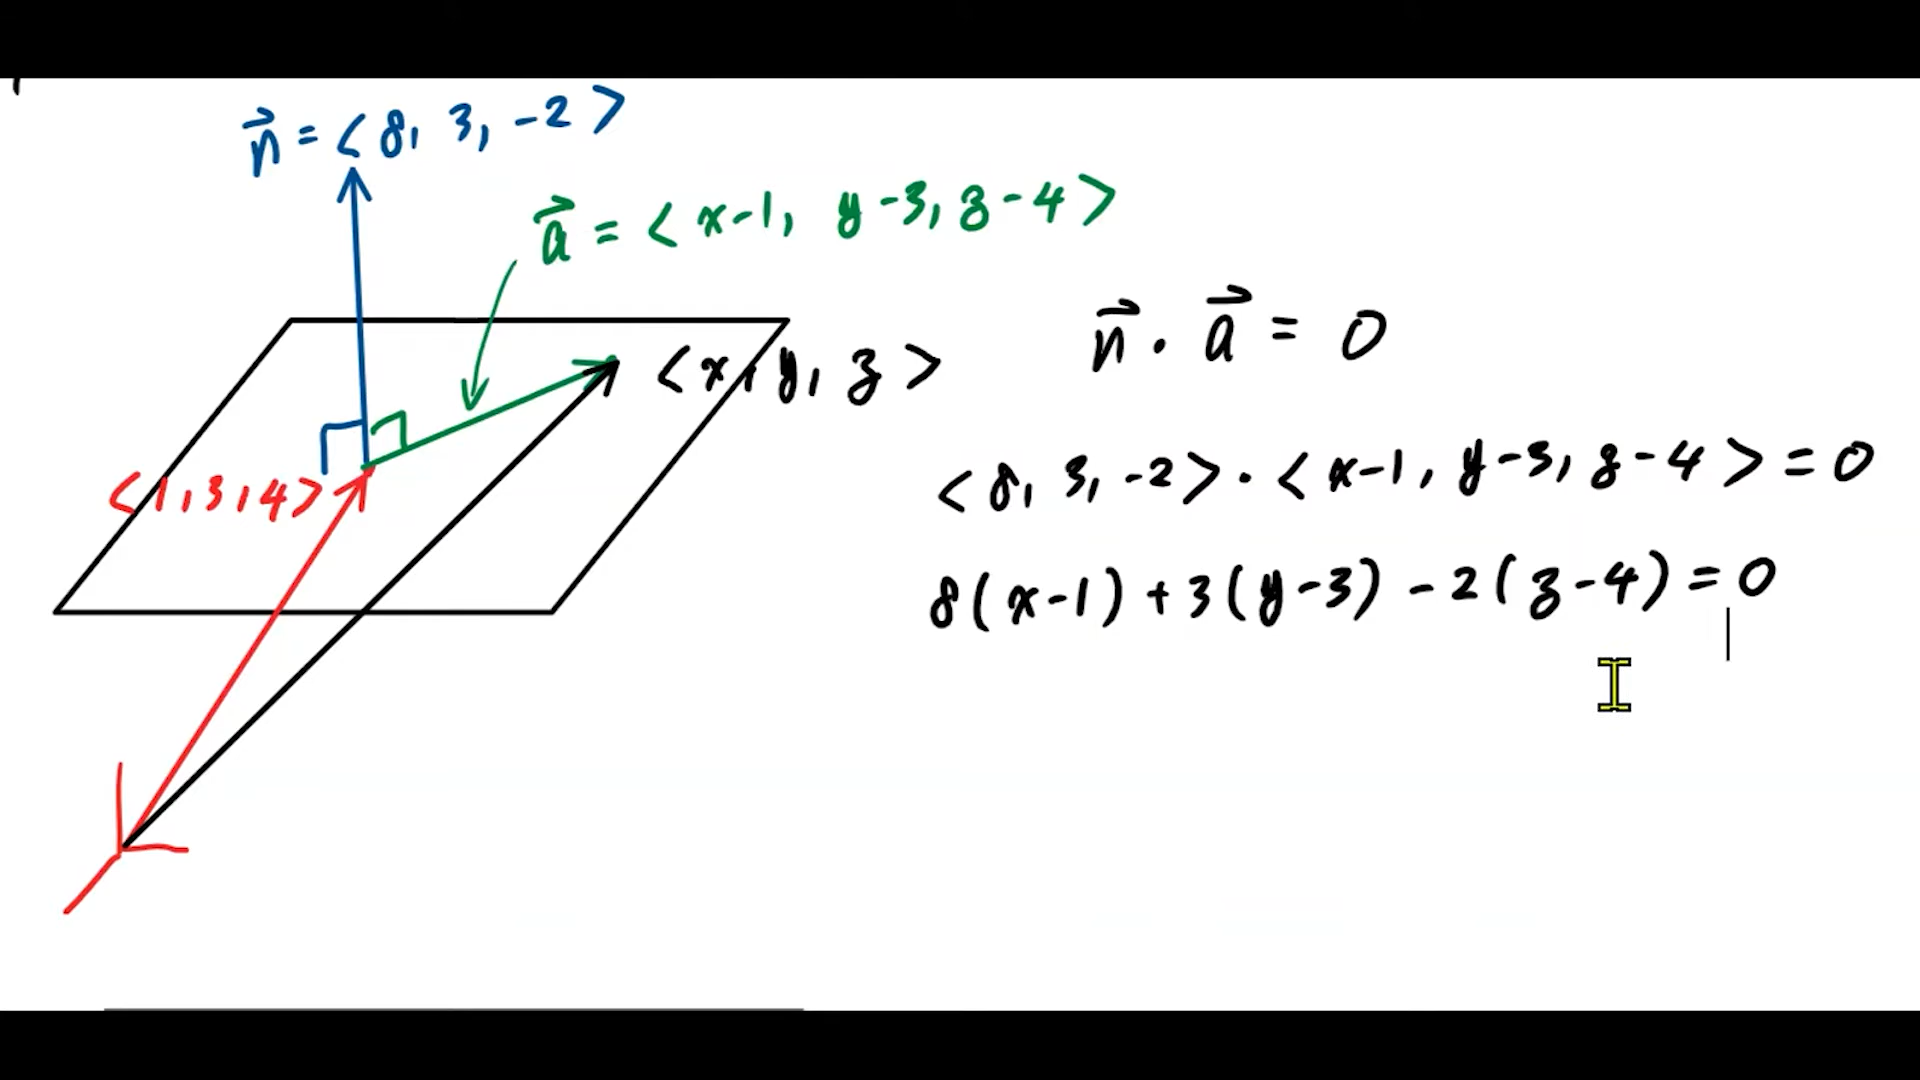 n⃗ = < 8, 3, -2 >
a⃗ = < x-1, y-3, z-4 >
n⃗ · a⃗ = 0
< x, y, z >
< 8, 3, -2 > · < x-1, y-3, z-4 > = 0
< 1, 3, 4 >
8(x-1) + 3(y-3) - 2(z-4) = 0